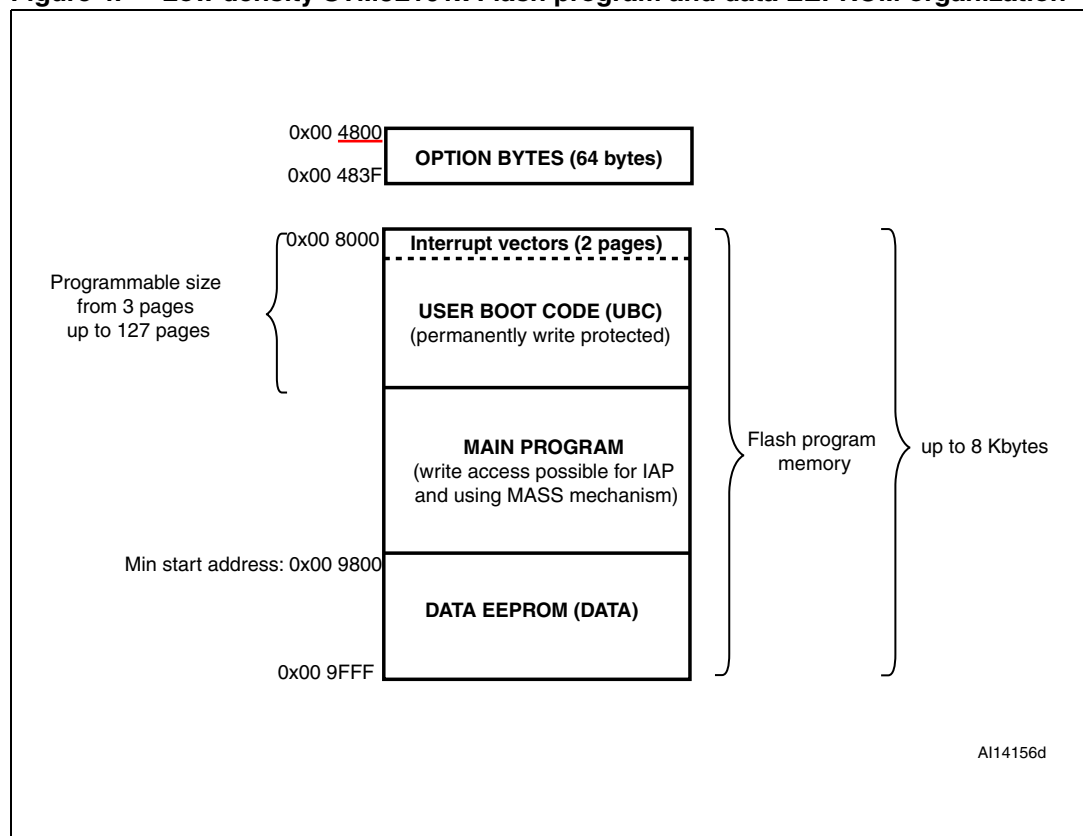 0x00 4800
OPTION BYTES (64 bytes)
0x00 483F
0x00 8000
Interrupt vectors (2 pages)
Programmable size
from 3 pages
up to 127 pages
USER BOOT CODE (UBC)
(permanently write protected)
MAIN PROGRAM
(write access possible for IAP
and using MASS mechanism)
Flash program
memory
up to 8 Kbytes
Min start address: 0x00 9800
DATA EEPROM (DATA)
0x00 9FFF
AI14156d